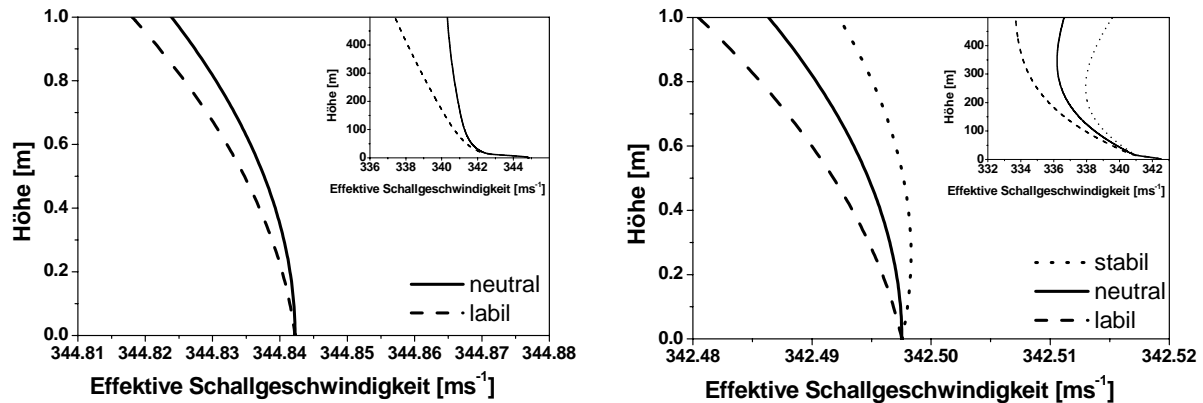 1.0
0.8
0.6
0.4
0.2
0.0
Höhe [m]
344.81 344.82 344.83 344.84 344.85 344.86 344.87 344.88
Effektive Schallgeschwindigkeit [ms⁻¹]
neutral
labil
400
300
200
100
0
Höhe [m]
336 338 340 342 344
Effektive Schallgeschwindigkeit [ms⁻¹]
1.0
0.8
0.6
0.4
0.2
0.0
Höhe [m]
342.48 342.49 342.50 342.51 342.52
Effektive Schallgeschwindigkeit [ms⁻¹]
stabil
neutral
labil
400
300
200
100
0
Höhe [m]
332 334 336 338 340 342
Effektive Schallgeschwindigkeit [ms⁻¹]